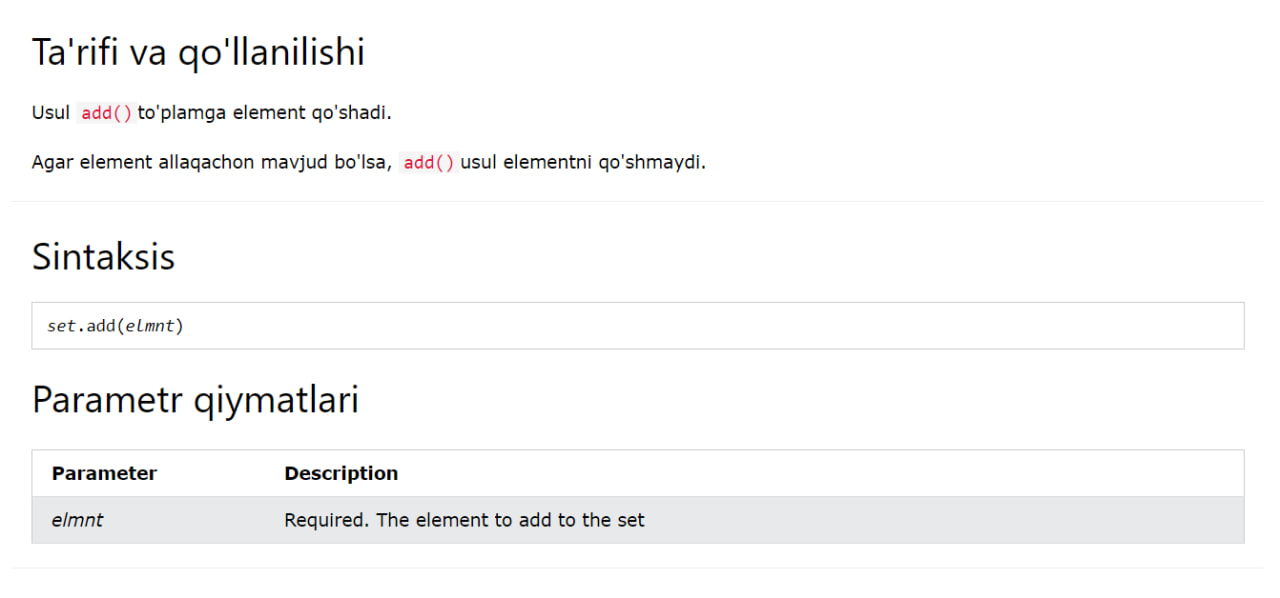 Ta'rifi va qo'llanilishi
Usul add() to'plamga element qo'shadi.
Agar element allaqachon mavjud bo'lsa, add() usul elementni qo'shmaydi.
Sintaksis
set.add(elmnt)
Parametr qiymatlari
Parameter Description
elmnt Required. The element to add to the set